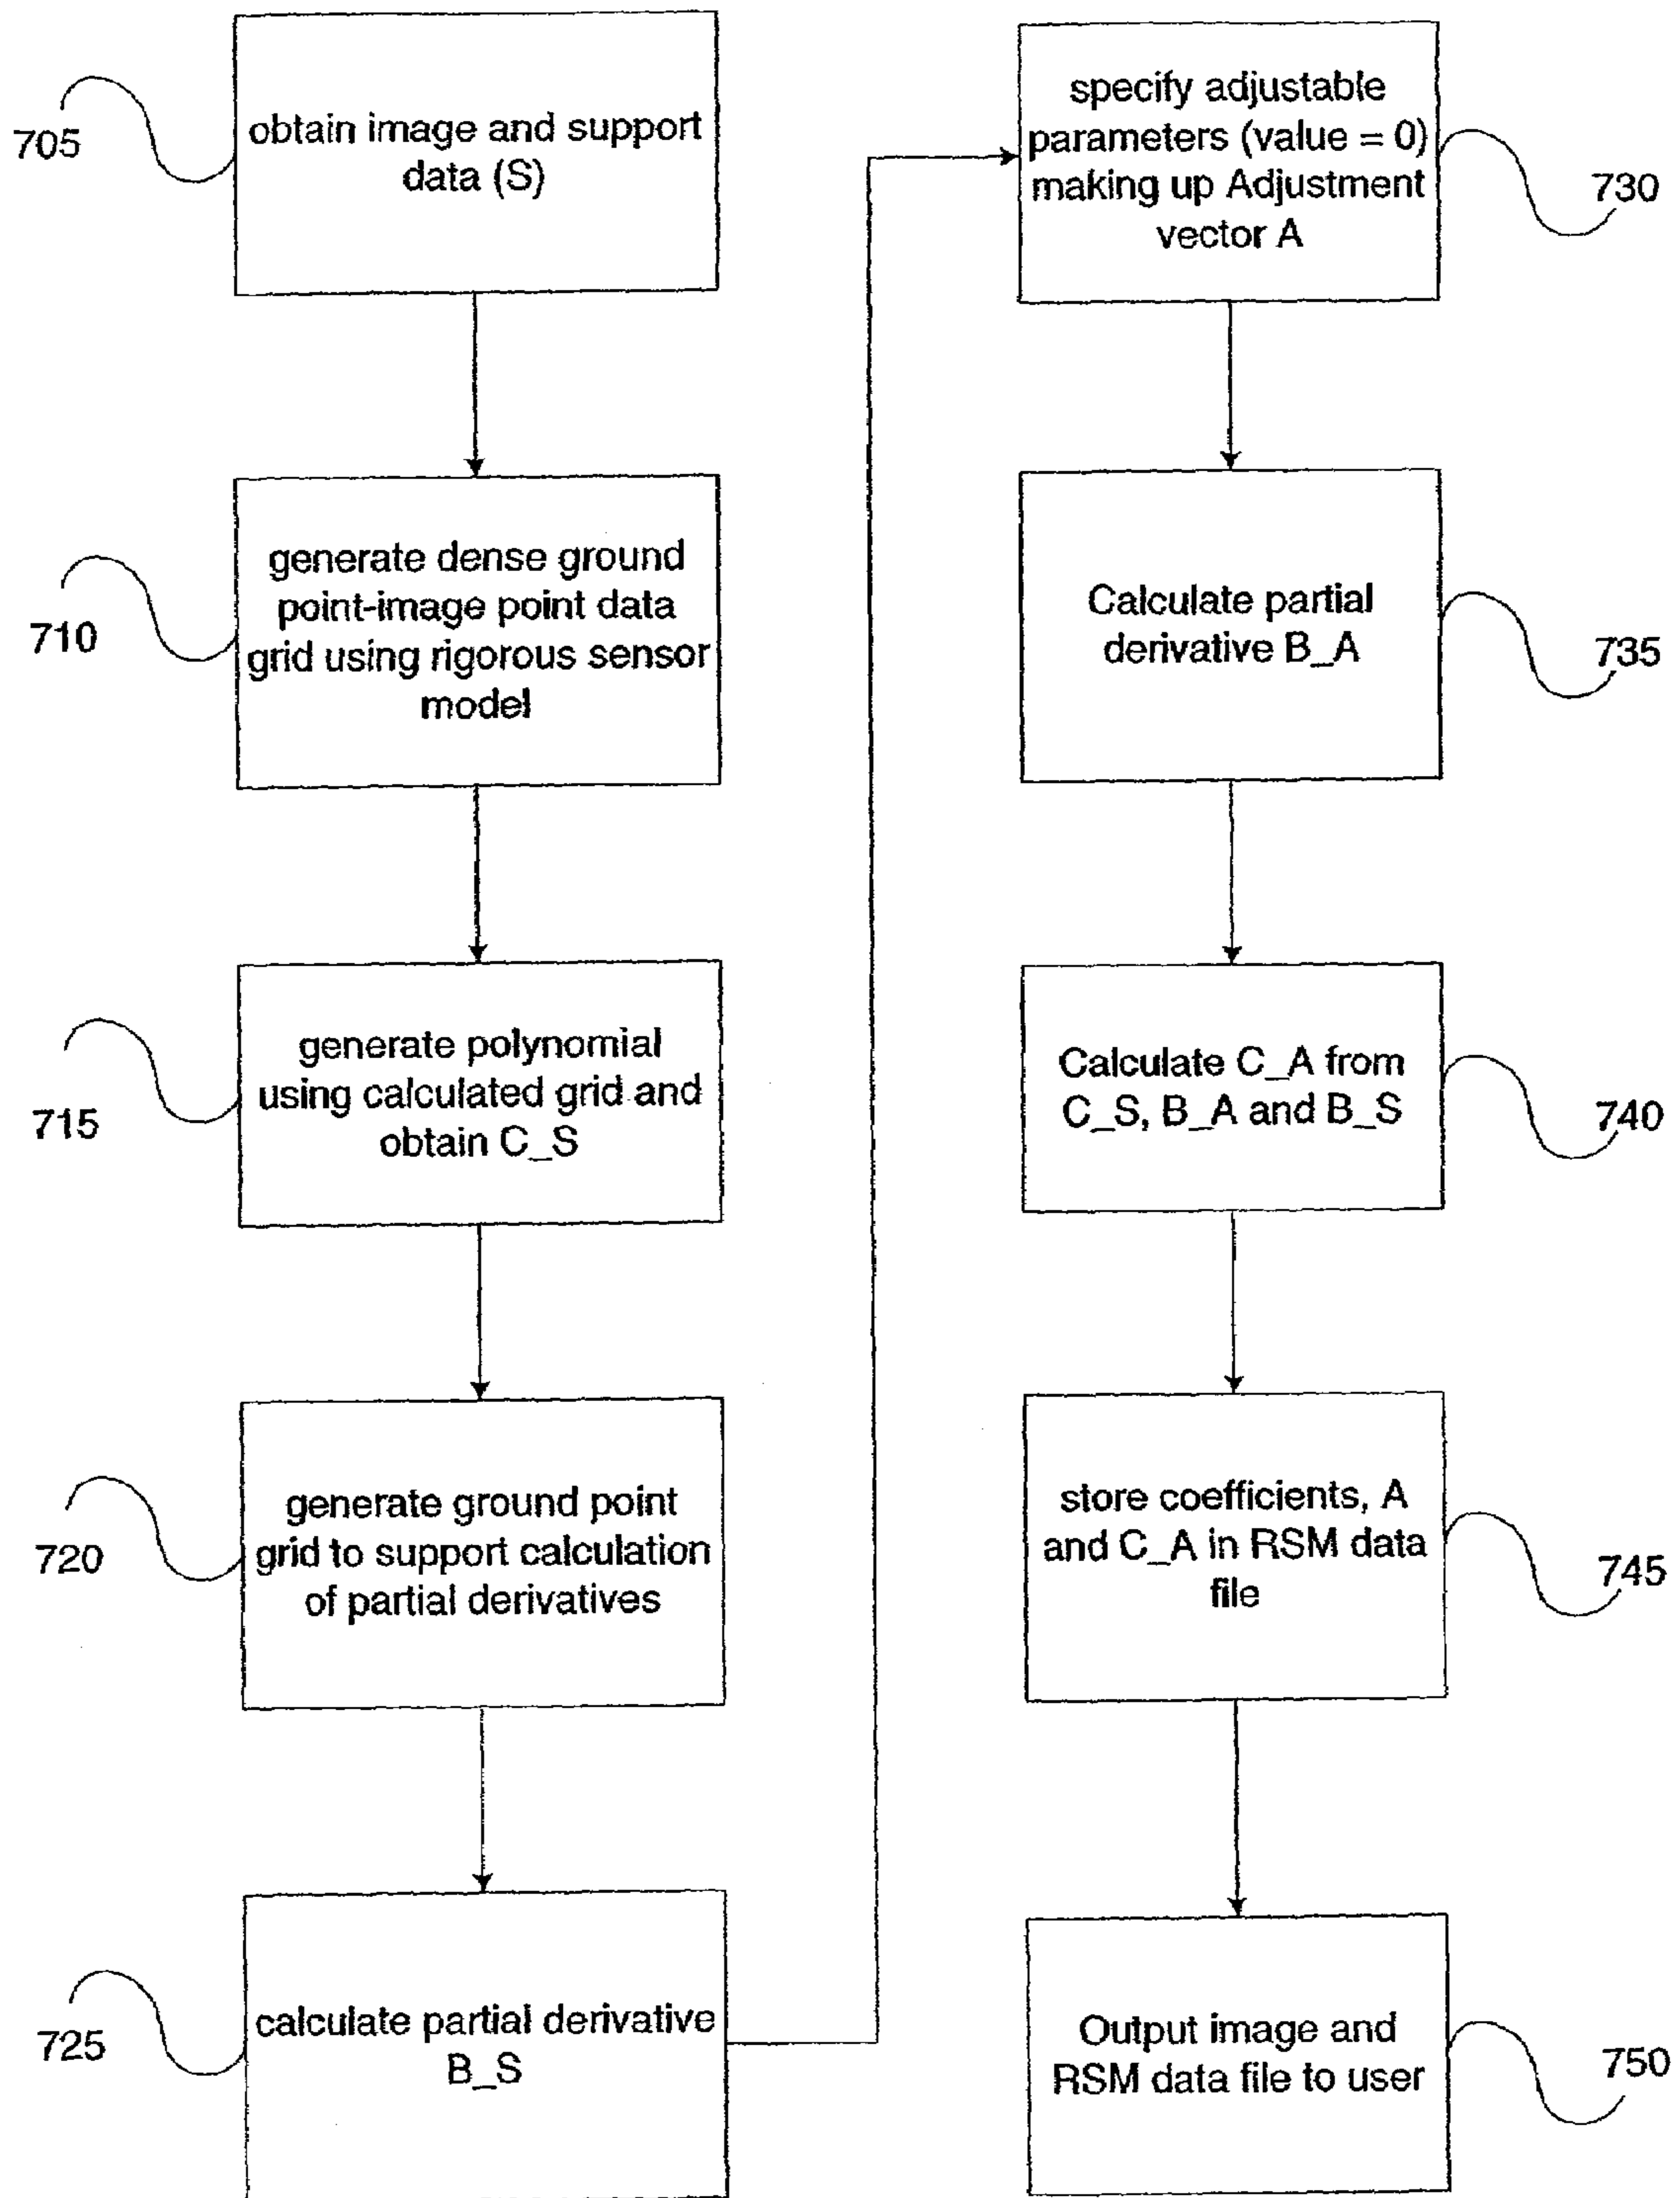 705
obtain image and support
data (S)
710
generate dense ground
point-image point data
grid using rigorous sensor
model
715
generate polynomial
using calculated grid and
obtain C_S
720
generate ground point
grid to support calculation
of partial derivatives
725
calculate partial derivative
B_S
specify adjustable
parameters (value = 0)
making up Adjustment
vector A
730
Calculate partial
derivative B_A
735
Calculate C_A from
C_S, B_A and B_S
740
store coefficients, A
and C_A in RSM data
file
745
Output image and
RSM data file to user
750